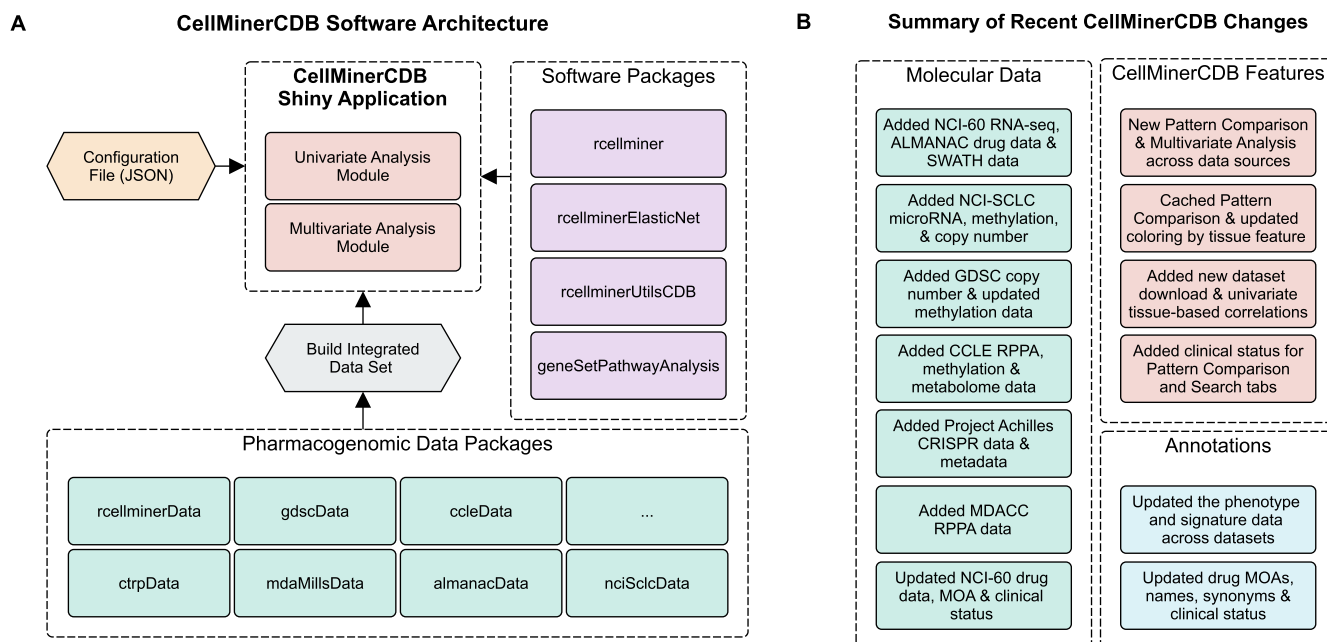 A
CellMinerCDB Software Architecture
CellMinerCDB
Shiny Application
Univariate Analysis
Module
Multivariate Analysis
Module
Configuration
File (JSON)
Software Packages
rcellminer
rcellminerElasticNet
rcellminerUtilsCDB
geneSetPathwayAnalysis
Build Integrated
Data Set
Pharmacogenomic Data Packages
rcellminerData
gdscData
ccleData
...
ctrpData
mdaMillsData
almanacData
nciSclcData
B
Summary of Recent CellMinerCDB Changes
Molecular Data
Added NCI-60 RNA-seq,
ALMANAC drug data &
SWATH data
Added NCI-SCLC
microRNA, methylation,
& copy number
Added GDSC copy
number & updated
methylation data
Added CCLE RPPA,
methylation &
metabolome data
Added Project Achilles
CRISPR data &
metadata
Added MDACC
RPPA data
Updated NCI-60 drug
data, MOA & clinical
status
CellMinerCDB Features
New Pattern Comparison
& Multivariate Analysis
across data sources
Cached Pattern
Comparison & updated
coloring by tissue feature
Added new dataset
download & univariate
tissue-based correlations
Added clinical status for
Pattern Comparison
and Search tabs
Annotations
Updated the phenotype
and signature data
across datasets
Updated drug MOAs,
names, synonyms &
clinical status